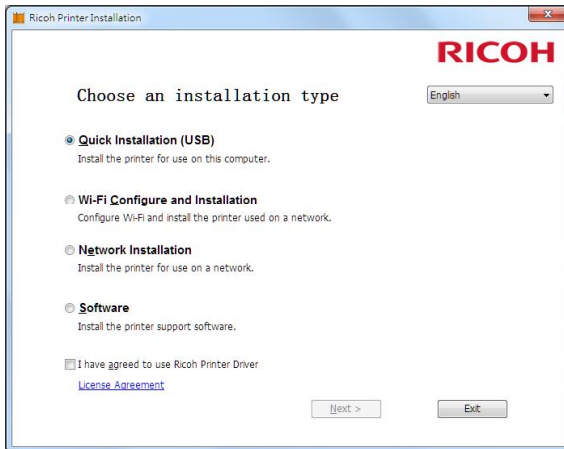 Ricoh Printer Installation
RICOH
Choose an installation type
English
Quick Installation (USB)
Install the printer for use on this computer.
Wi-Fi Configure and Installation
Configure Wi-Fi and install the printer used on a network.
Network Installation
Install the printer for use on a network.
Software
Install the printer support software.
I have agreed to use Ricoh Printer Driver
License Agreement
Next >
Exit